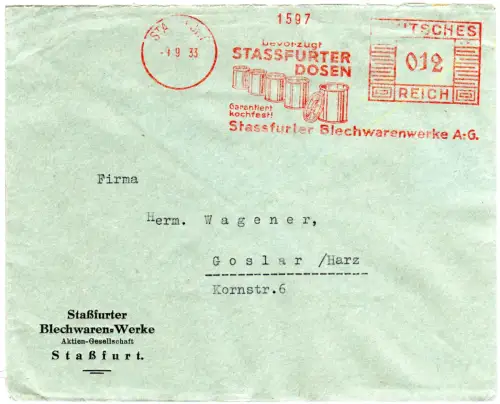 1597
-4.9.33
bevorzugt
STASSFURTER
DOSEN
Garantiert
kochfest!
Stassfurter Blechwarenwerke A:G.
DEUTSCHES
012
REICH
Firma
Herm. Wagener,
Goslar /Harz
Kornstr.6
Staßfurter
Blechwaren=Werke
Aktien-Gesellschaft
Staßfurt.